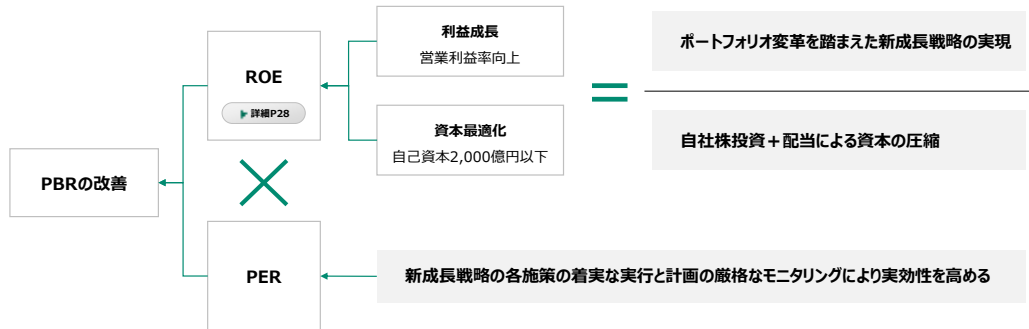 PBRの改善
ROE
詳細P28
×
PER
利益成長
営業利益率向上
資本最適化
自己資本2,000億円以下
=
ポートフォリオ変革を踏まえた新成長戦略の実現
自社株投資+配当による資本の圧縮
新成長戦略の各施策の着実な実行と計画の厳格なモニタリングにより実効性を高める